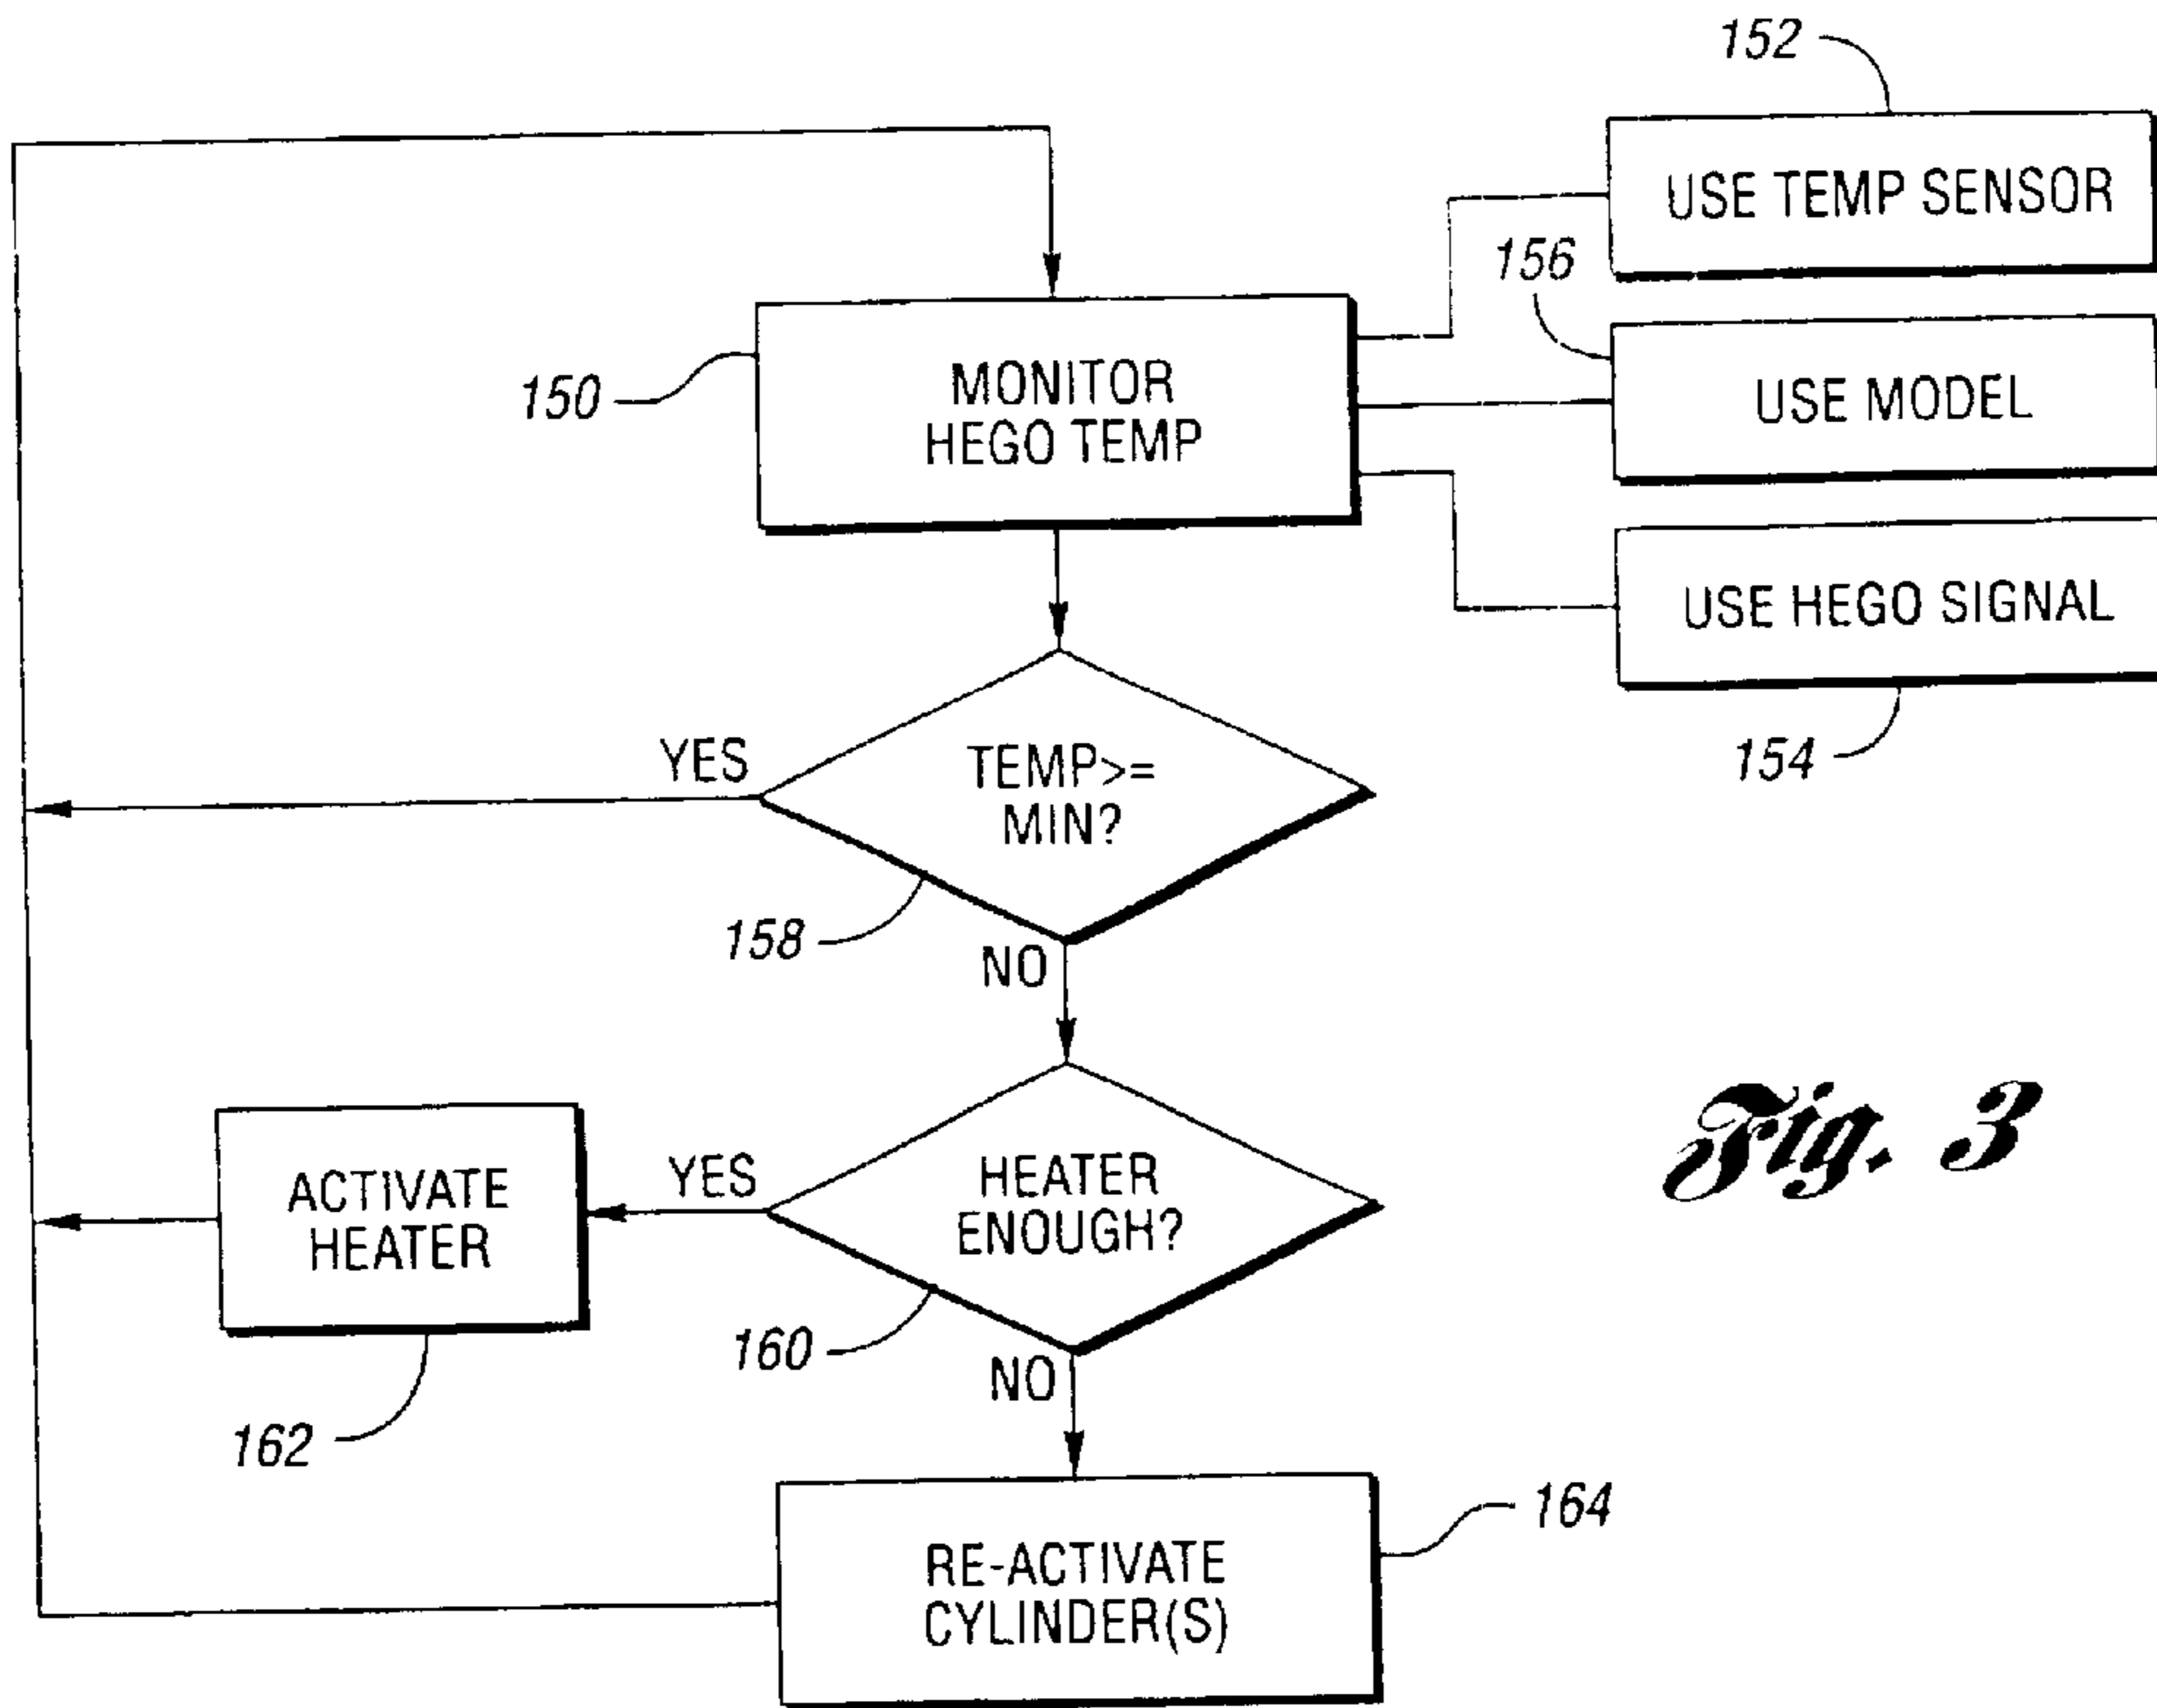 152
USE TEMP SENSOR
156
150
MONITOR
HEGO TEMP
USE MODEL
USE HEGO SIGNAL
154
YES
TEMP>=
MIN?
158
NO
ACTIVATE
HEATER
YES
HEATER
ENOUGH?
Fig. 3
160
NO
162
164
RE-ACTIVATE
CYLINDER(S)